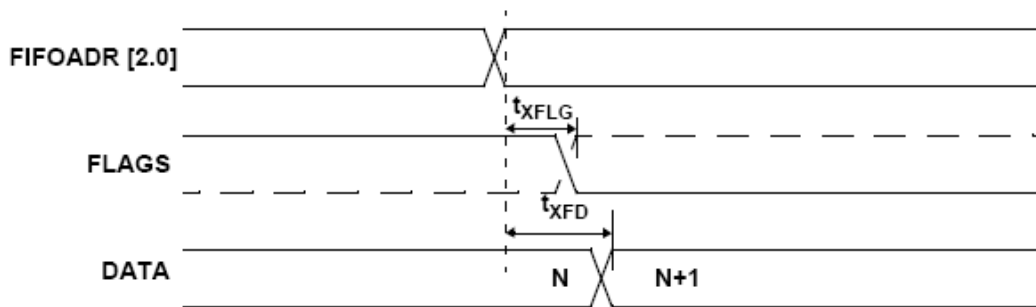 FIFOADR [2.0]
tXFLG
FLAGS
tXFD
DATA
N
N+1